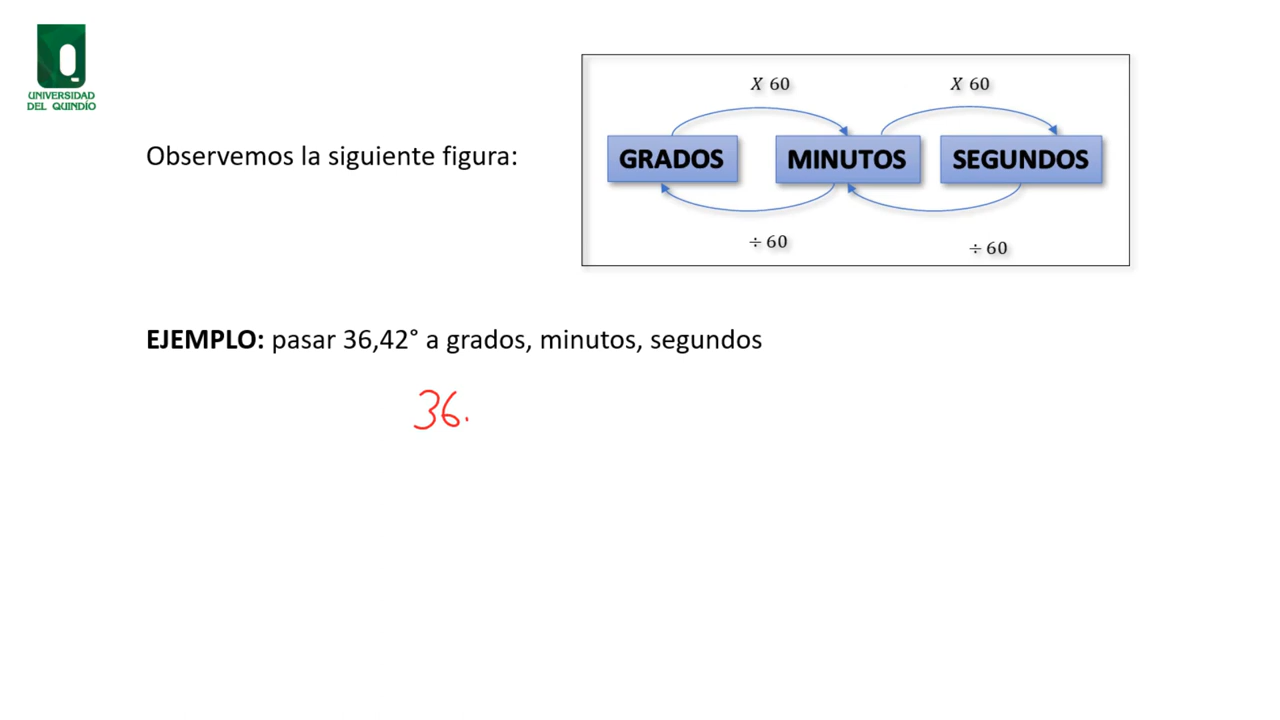 UNIVERSIDAD
DEL QUINDÍO
Observemos la siguiente figura:
X 60
X 60
GRADOS
MINUTOS
SEGUNDOS
÷ 60
÷ 60
EJEMPLO: pasar 36,42° a grados, minutos, segundos
36.